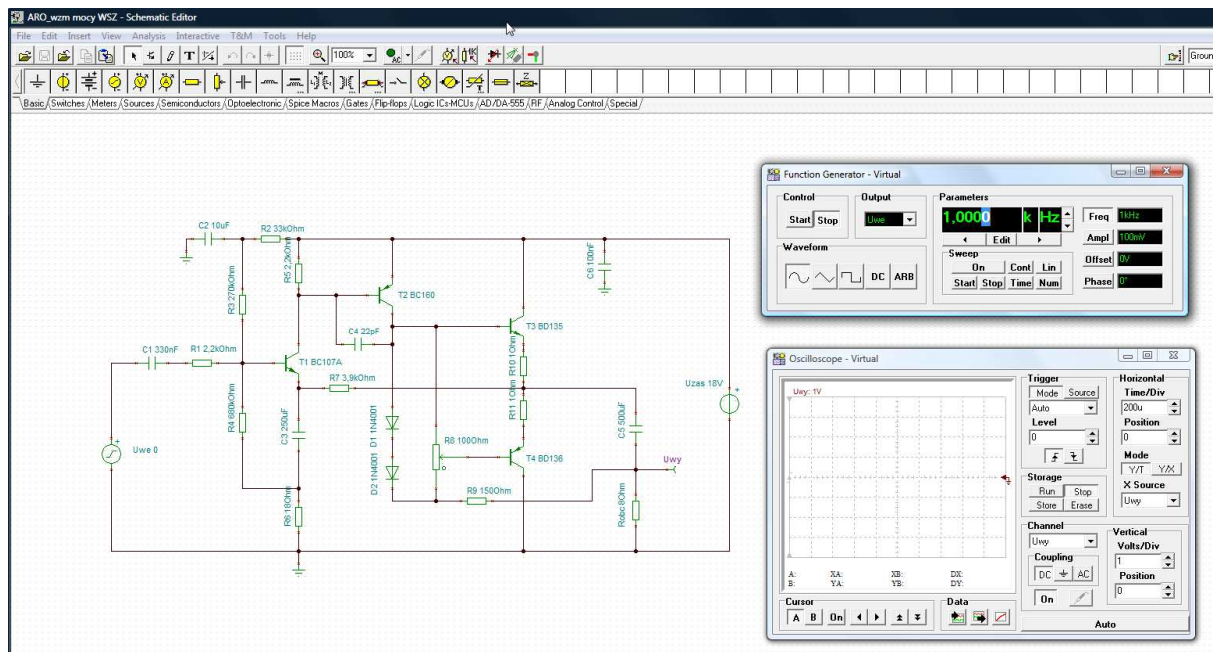 ARO_wzm mocy WSZ - Schematic Editor
File Edit Insert View Analysis Interactive T&M Tools Help
100%
AC
Groun
Basic Switches Meters Sources Semiconductors Optoelectronic Spice Macros Gates Flip-flops Logic ICs-MCUs AD/DA-555 RF Analog Control Special
C2 10uF
R2 33kOhm
R5 2,2kOhm
C6 100nF
R3 270kOhm
T2 BC160
C4 22pF
T3 BD135
C1 330nF
R1 2,2kOhm
T1 BC107A
R10 1Ohm
R7 3,9kOhm
Uzas 18V
R4 680kOhm
C3 250uF
D1 1N4001
R11 1Ohm
C5 500uF
R8 100Ohm
Uwe 0
T4 BD136
Uwy
D2 1N4001
R9 150Ohm
R6 18Ohm
Robc 8Ohm
Function Generator - Virtual
Control
Start Stop
Output
Uwe
Parameters
1,0000 k Hz
Edit
Freq 1kHz
Ampl 100mV
Offset 0V
Phase 0°
Waveform
DC ARB
Sweep
On Cont Lin
Start Stop Time Num
Oscilloscope - Virtual
Uwy: 1V
A: XA: XB: DX:
B: YA: YB: DY:
Cursor
A B On
Data
Trigger
Mode Source
Auto
Level
0
Horizontal
Time/Div
200u
Position
0
Mode
Y/T Y/X
X Source
Uwy
Storage
Run Stop
Store Erase
Channel
Uwy
Coupling
DC AC
On
Vertical
Volts/Div
1
Position
0
Auto